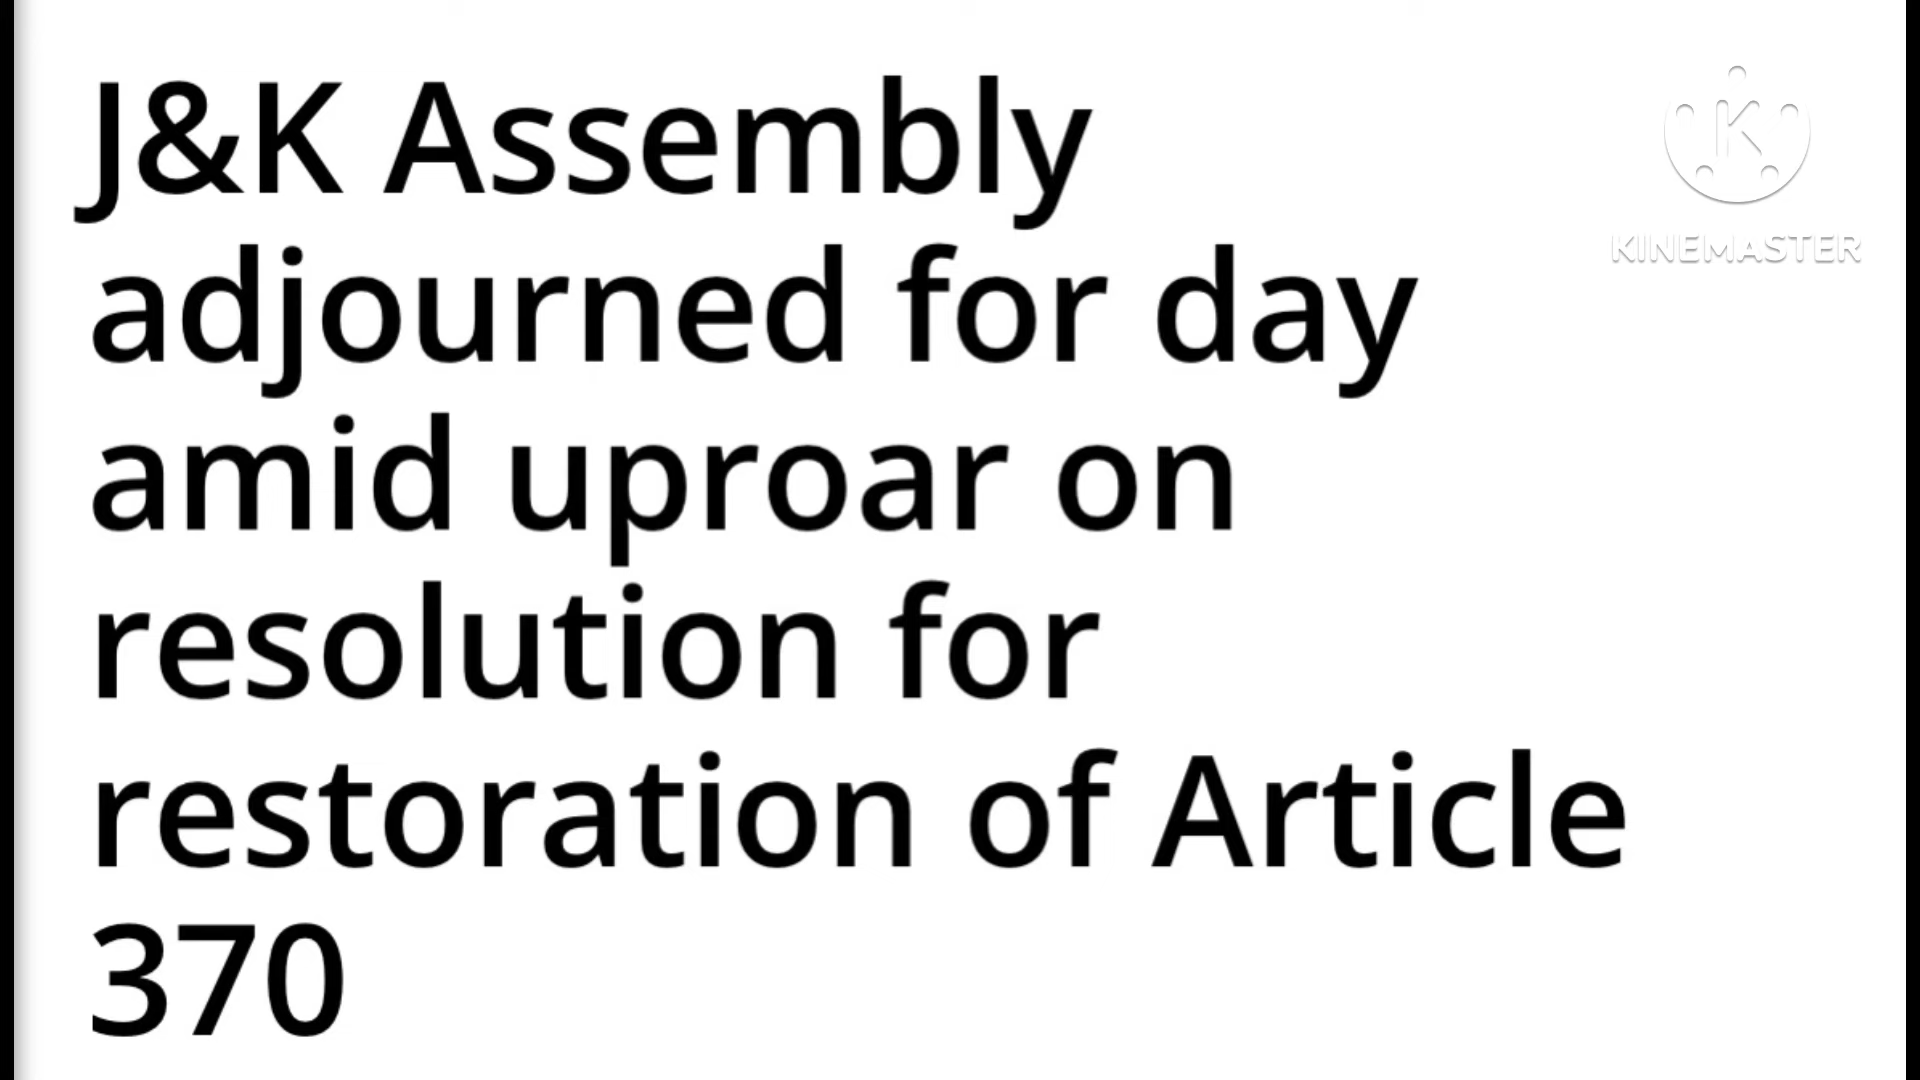 J&K Assembly
adjourned for day
amid uproar on
resolution for
restoration of Article
370
K
KINEMASTER